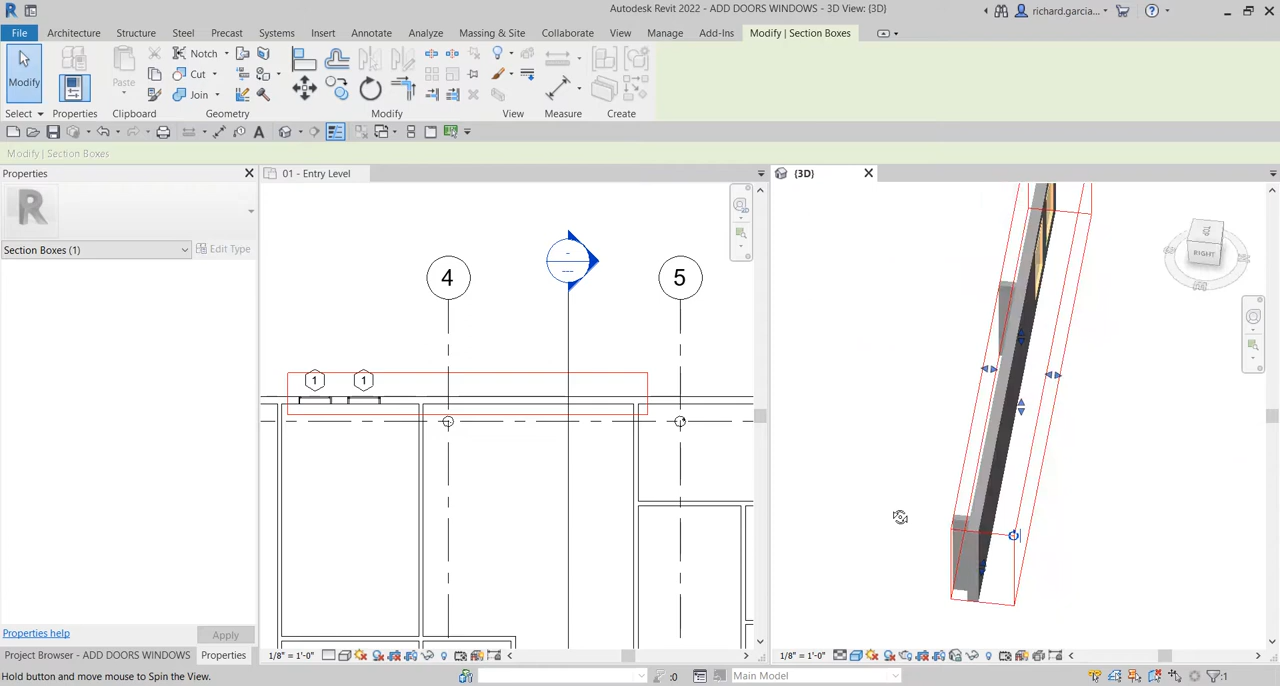 Autodesk Revit 2022 - ADD DOORS WINDOWS - 3D View: {3D}
richard.garcia...
File Architecture Structure Steel Precast Systems Insert Annotate Analyze Massing & Site Collaborate View Manage Add-Ins Modify | Section Boxes
Modify Paste Notch Cut Join
Select Properties Clipboard Geometry Modify View Measure Create
Modify | Section Boxes
Properties
01 - Entry Level
{3D}
R
Section Boxes (1)
Edit Type
4
5
1 1
TOP
RIGHT
Properties help
Apply
Project Browser - ADD DOORS WINDOWS Properties
1/8" = 1'-0"
1/8" = 1'-0"
Hold button and move mouse to Spin the View.
:0
Main Model
:1